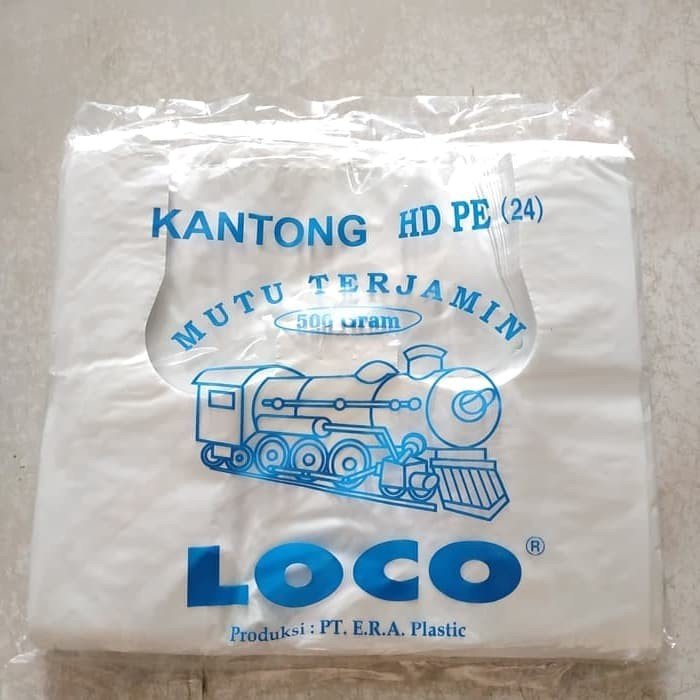 KANTONG HD PE (24)
MUTU TERJAMIN
500 Gram
LOCO ®
Produksi : PT. E.R.A. Plastic